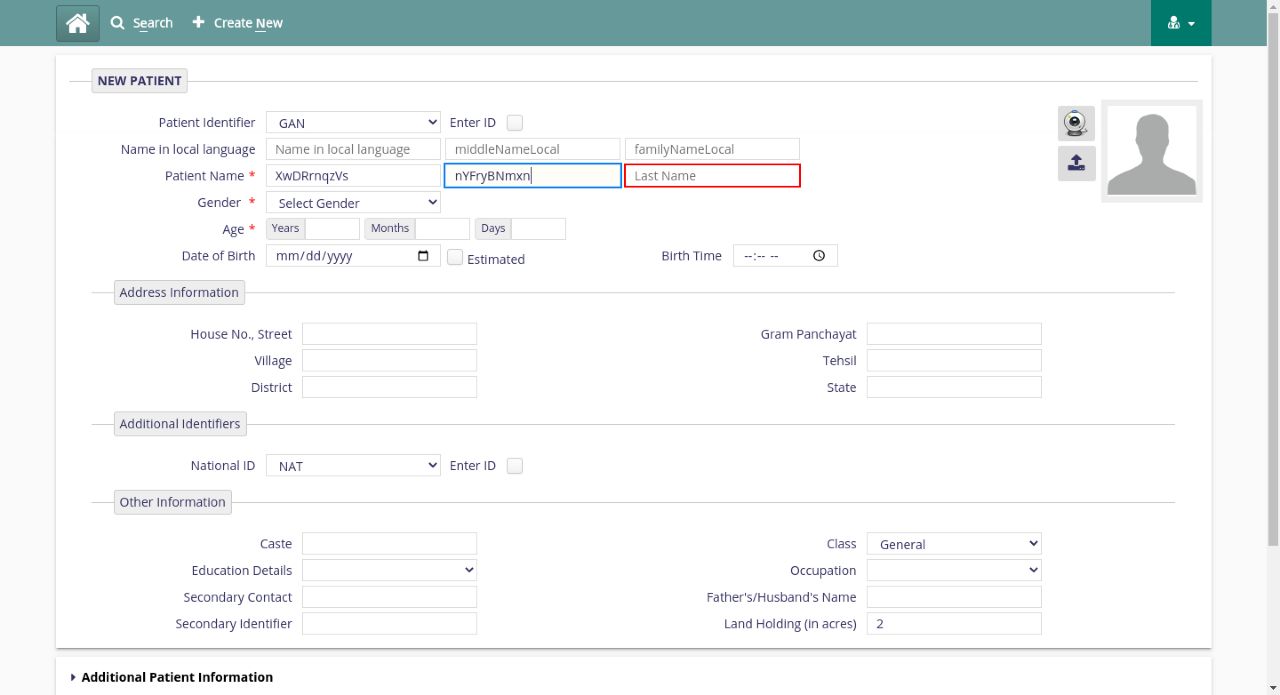 Search Create New
NEW PATIENT
Patient Identifier GAN Enter ID
Name in local language Name in local language middleNameLocal familyNameLocal
Patient Name * XwDRrnqzVs nYFryBNmxn Last Name
Gender * Select Gender
Age * Years Months Days
Date of Birth mm/dd/yyyy Estimated Birth Time --:-- --
Address Information
House No., Street Gram Panchayat
Village Tehsil
District State
Additional Identifiers
National ID NAT Enter ID
Other Information
Caste Class General
Education Details Occupation
Secondary Contact Father's/Husband's Name
Secondary Identifier Land Holding (in acres) 2
Additional Patient Information